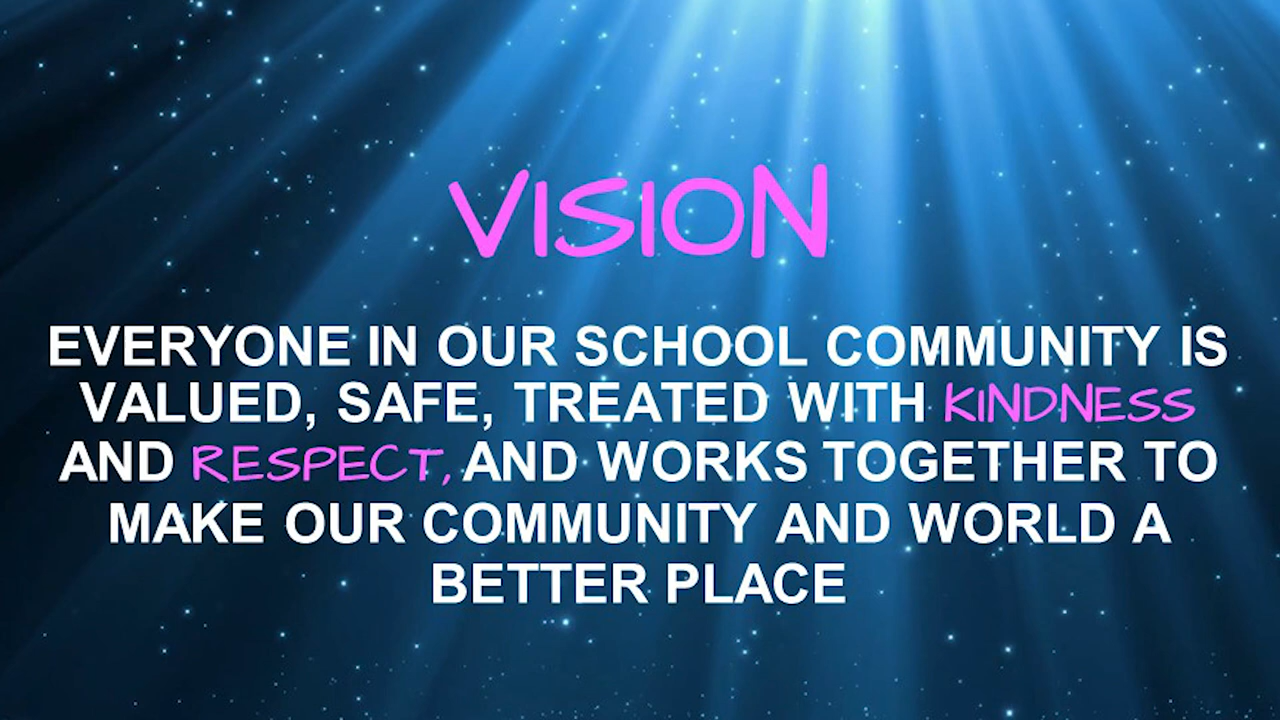 VISION
EVERYONE IN OUR SCHOOL COMMUNITY IS
VALUED, SAFE, TREATED WITH KINDNESS
AND RESPECT, AND WORKS TOGETHER TO
MAKE OUR COMMUNITY AND WORLD A
BETTER PLACE